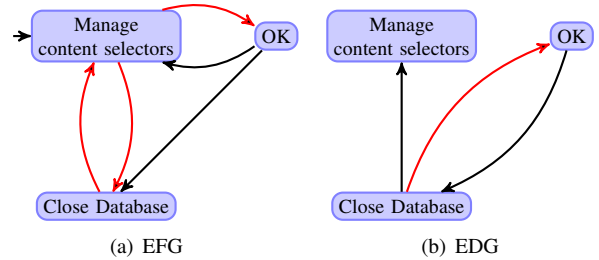 Manage
content selectors
OK
Close Database
(a) EFG
Manage
content selectors
OK
Close Database
(b) EDG